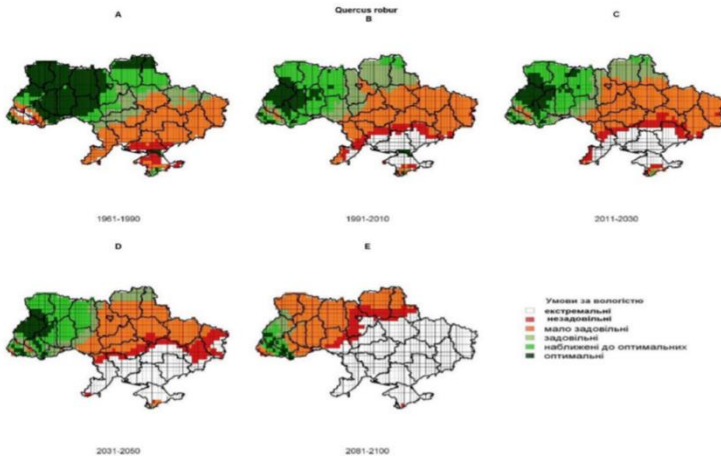 Quercus robur
A
B
C
1961-1990
1991-2010
2011-2030
D
E
Умови за вологістю
екстремальні
незадовільні
мало задовільні
задовільні
наближені до оптимальних
оптимальні
2031-2050
2081-2100